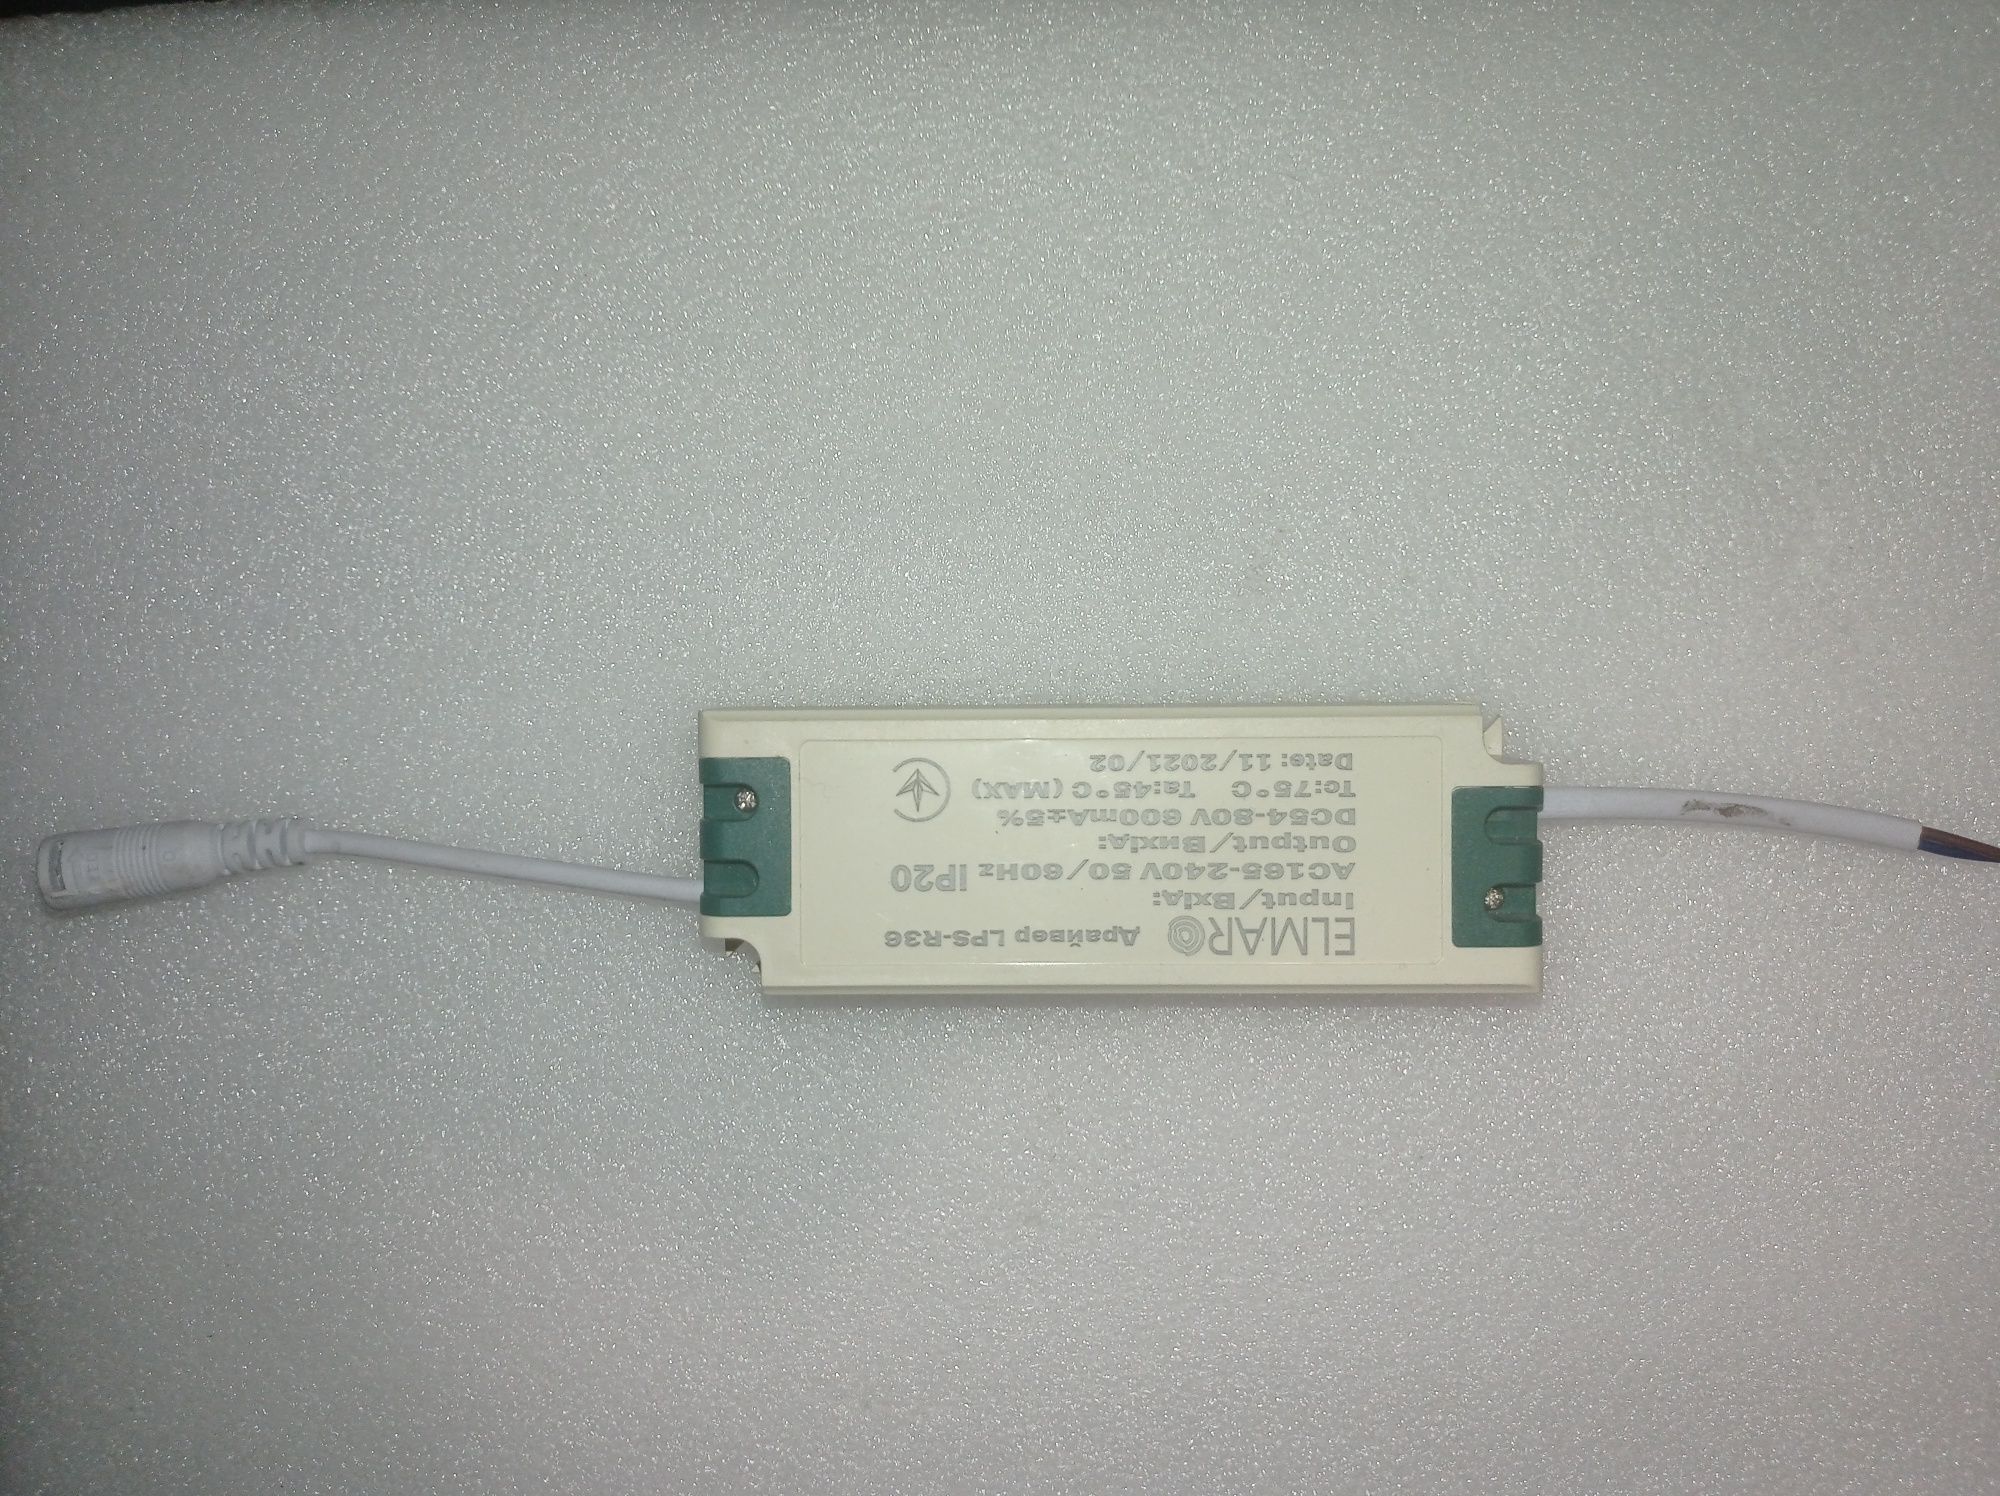 ELMAR Драйвер LPS-R36
Input/Вхід:
AC165-240V 50/60Hz IP20
Output/Вихід:
DC54-80V 600mA±5%
Tc:75°C Ta:45°C (MAX)
Date: 11/2021/02